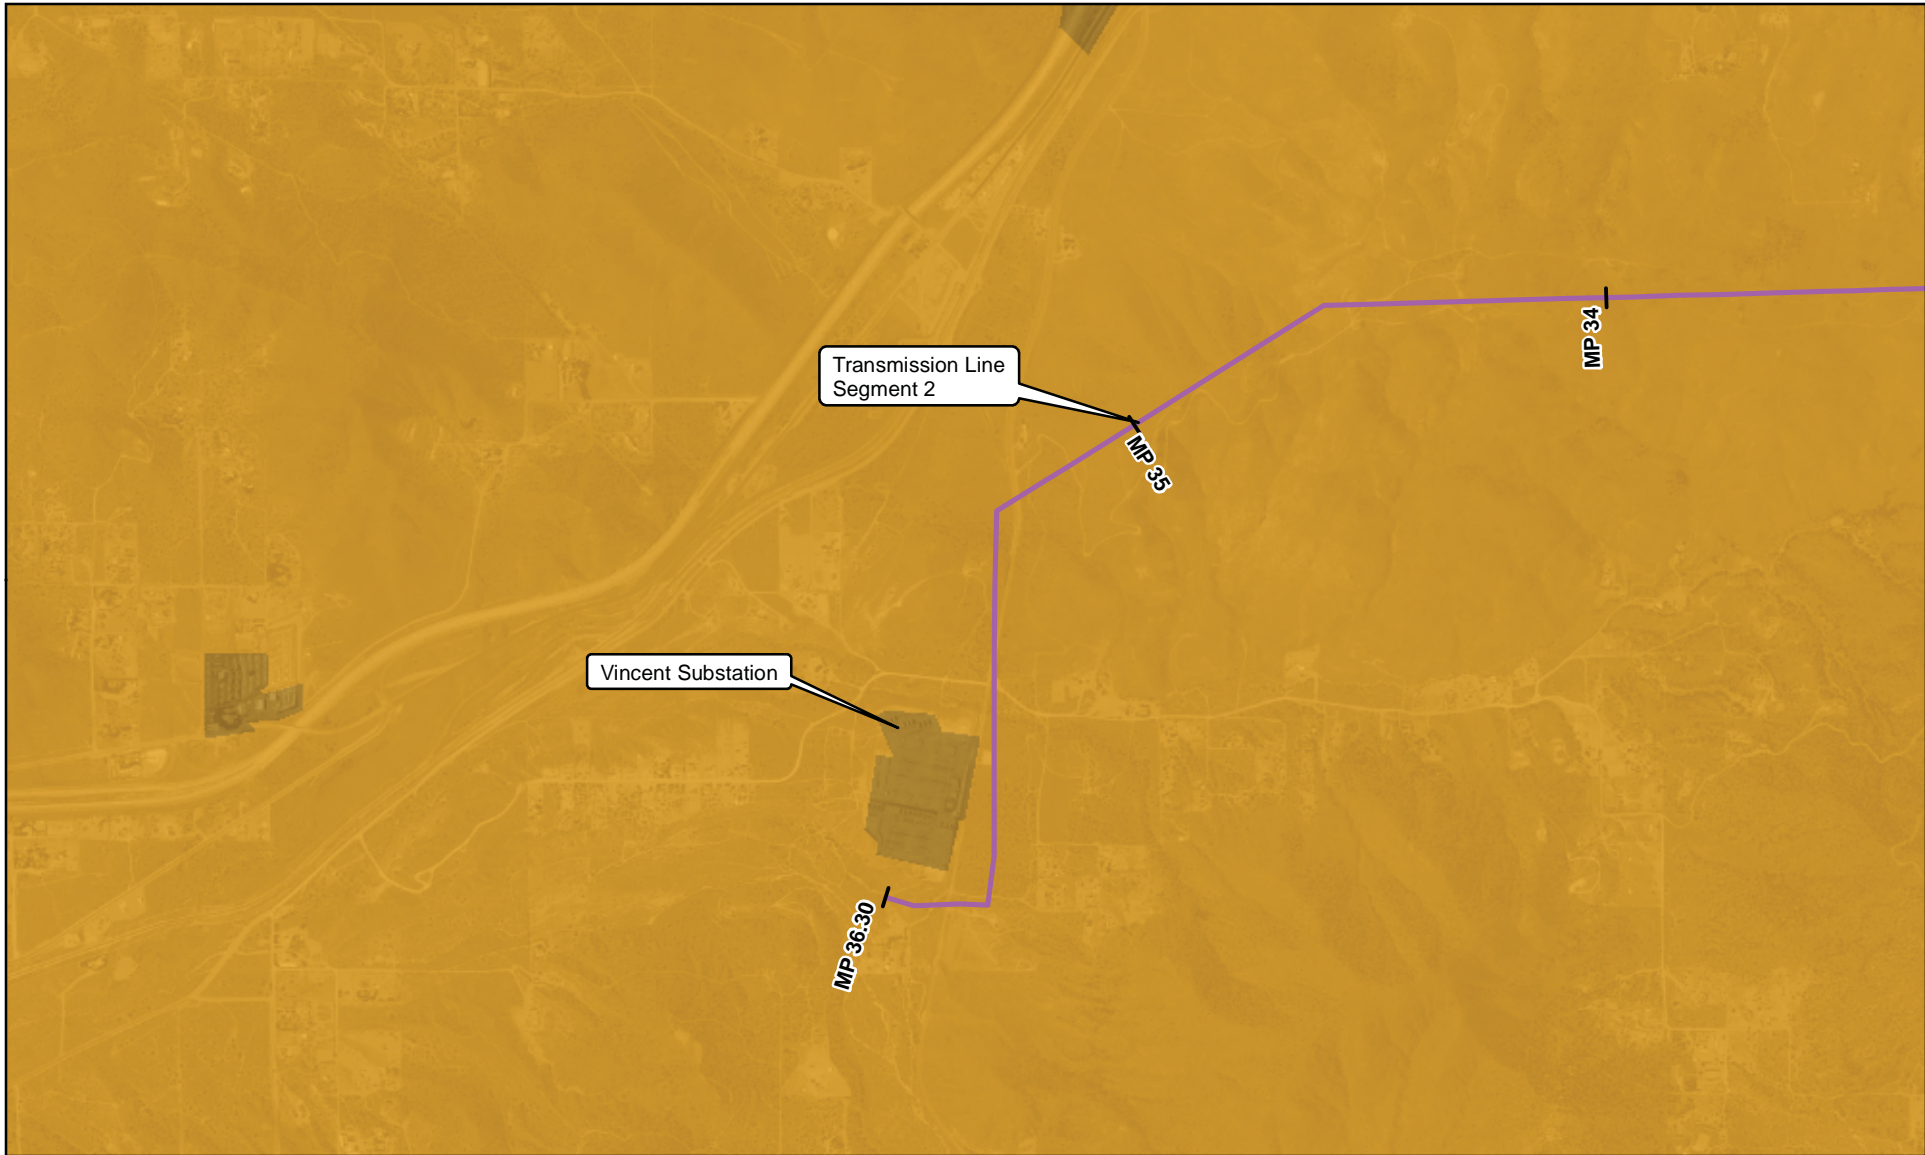 MP 34
Transmission Line
Segment 2
MP 35
Vincent Substation
MP 36.30